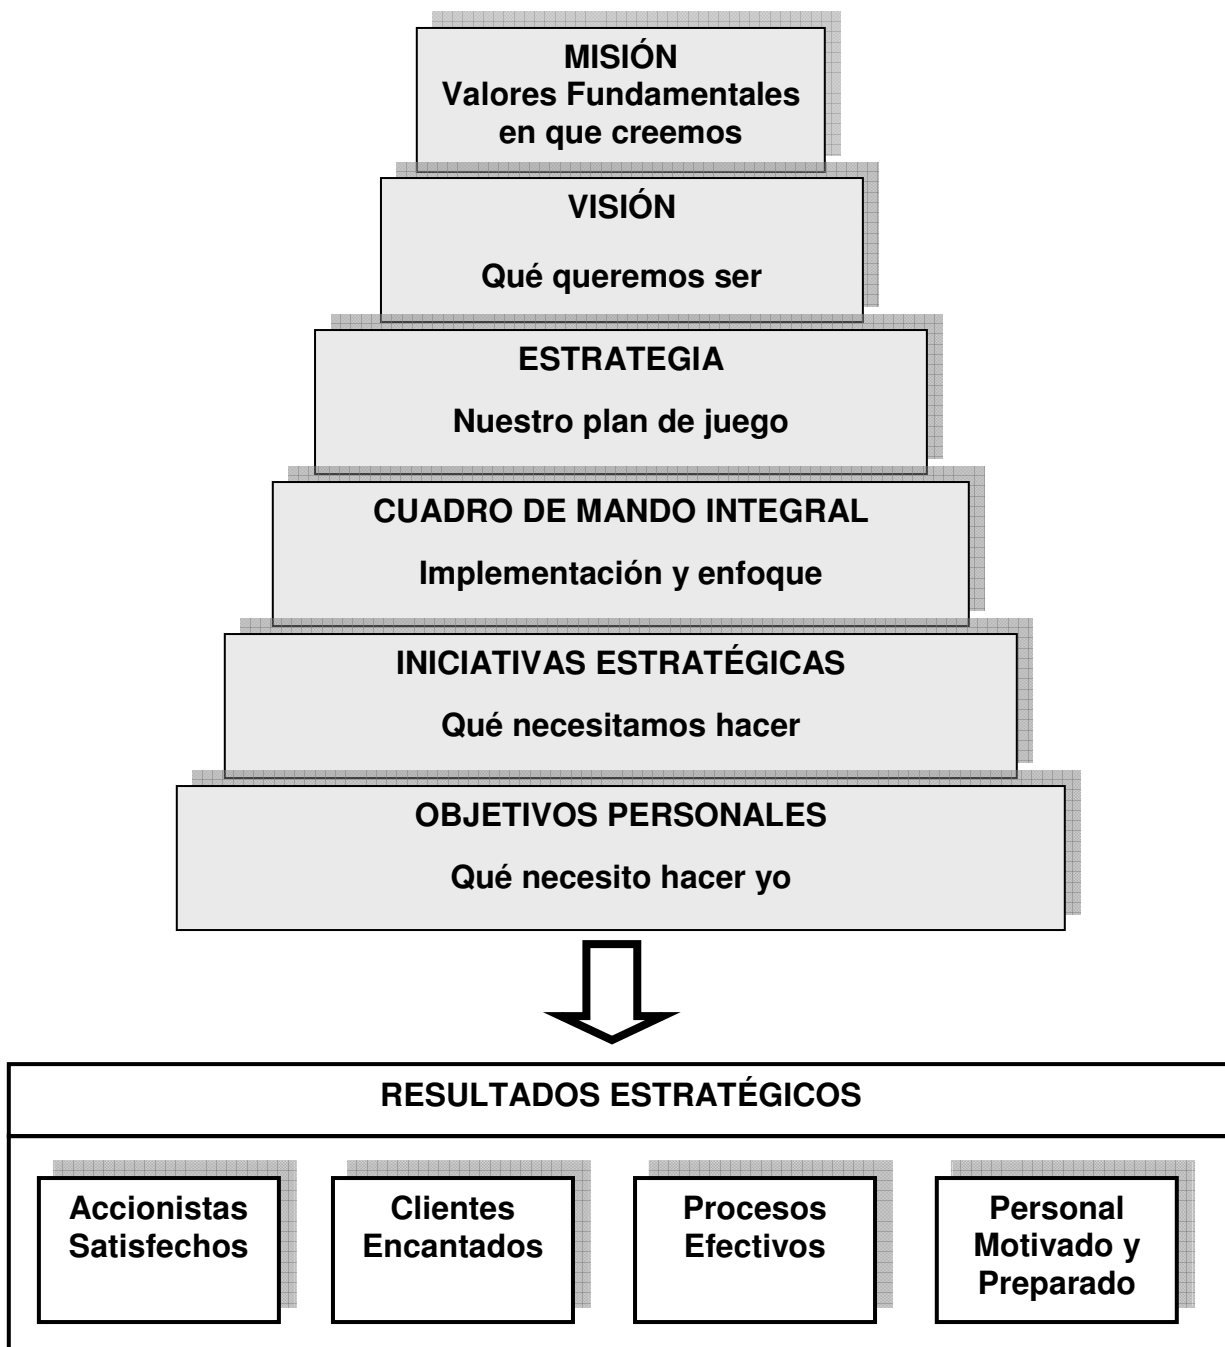 MISIÓN
Valores Fundamentales
en que creemos
VISIÓN
Qué queremos ser
ESTRATEGIA
Nuestro plan de juego
CUADRO DE MANDO INTEGRAL
Implementación y enfoque
INICIATIVAS ESTRATÉGICAS
Qué necesitamos hacer
OBJETIVOS PERSONALES
Qué necesito hacer yo
RESULTADOS ESTRATÉGICOS
Accionistas
Satisfechos
Clientes
Encantados
Procesos
Efectivos
Personal
Motivado y
Preparado